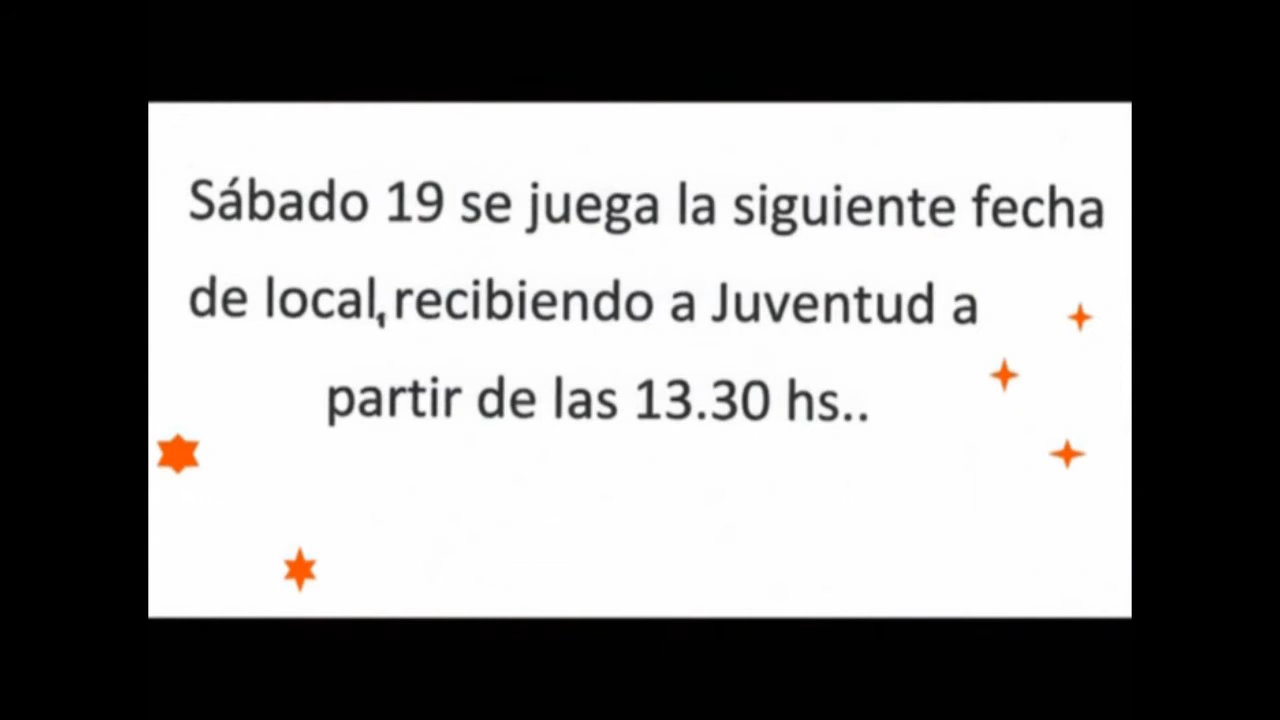 Sábado 19 se juega la siguiente fecha
de local, recibiendo a Juventud a
partir de las 13.30 hs..